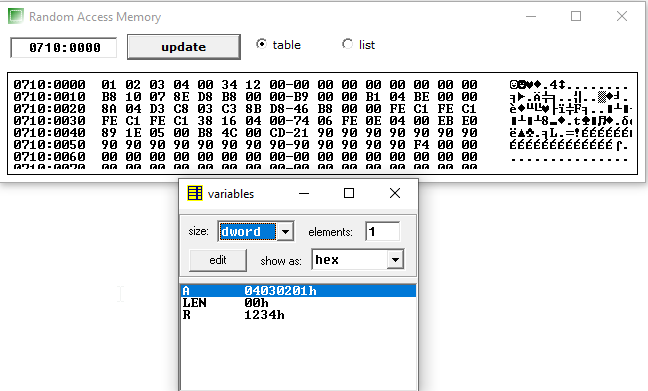 Random Access Memory
0710:0000 update table list
0710:0000 01 02 03 04 00 34 12 00-00 00 00 00 00 00 00 00
0710:0010 B8 10 07 8E D8 B8 00 00-B9 00 00 B1 04 BE 00 00
0710:0020 8A 04 D3 C8 03 C3 8B D8-46 B8 00 00 FE C1 FE C1
0710:0030 FE C1 FE C1 38 16 04 00-74 06 FE 0E 04 00 EB E0
0710:0040 89 1E 05 00 B8 4C 00 CD-21 90 90 90 90 90 90 90
0710:0050 90 90 90 90 90 90 90 90-90 90 90 90 90 F4 00 00
0710:0060 00 00 00 00 00 00 00 00-00 00 00 00 00 00 00 00
variables
size: dword elements: 1
edit show as: hex
A 04030201h
LEN 00h
R 1234h